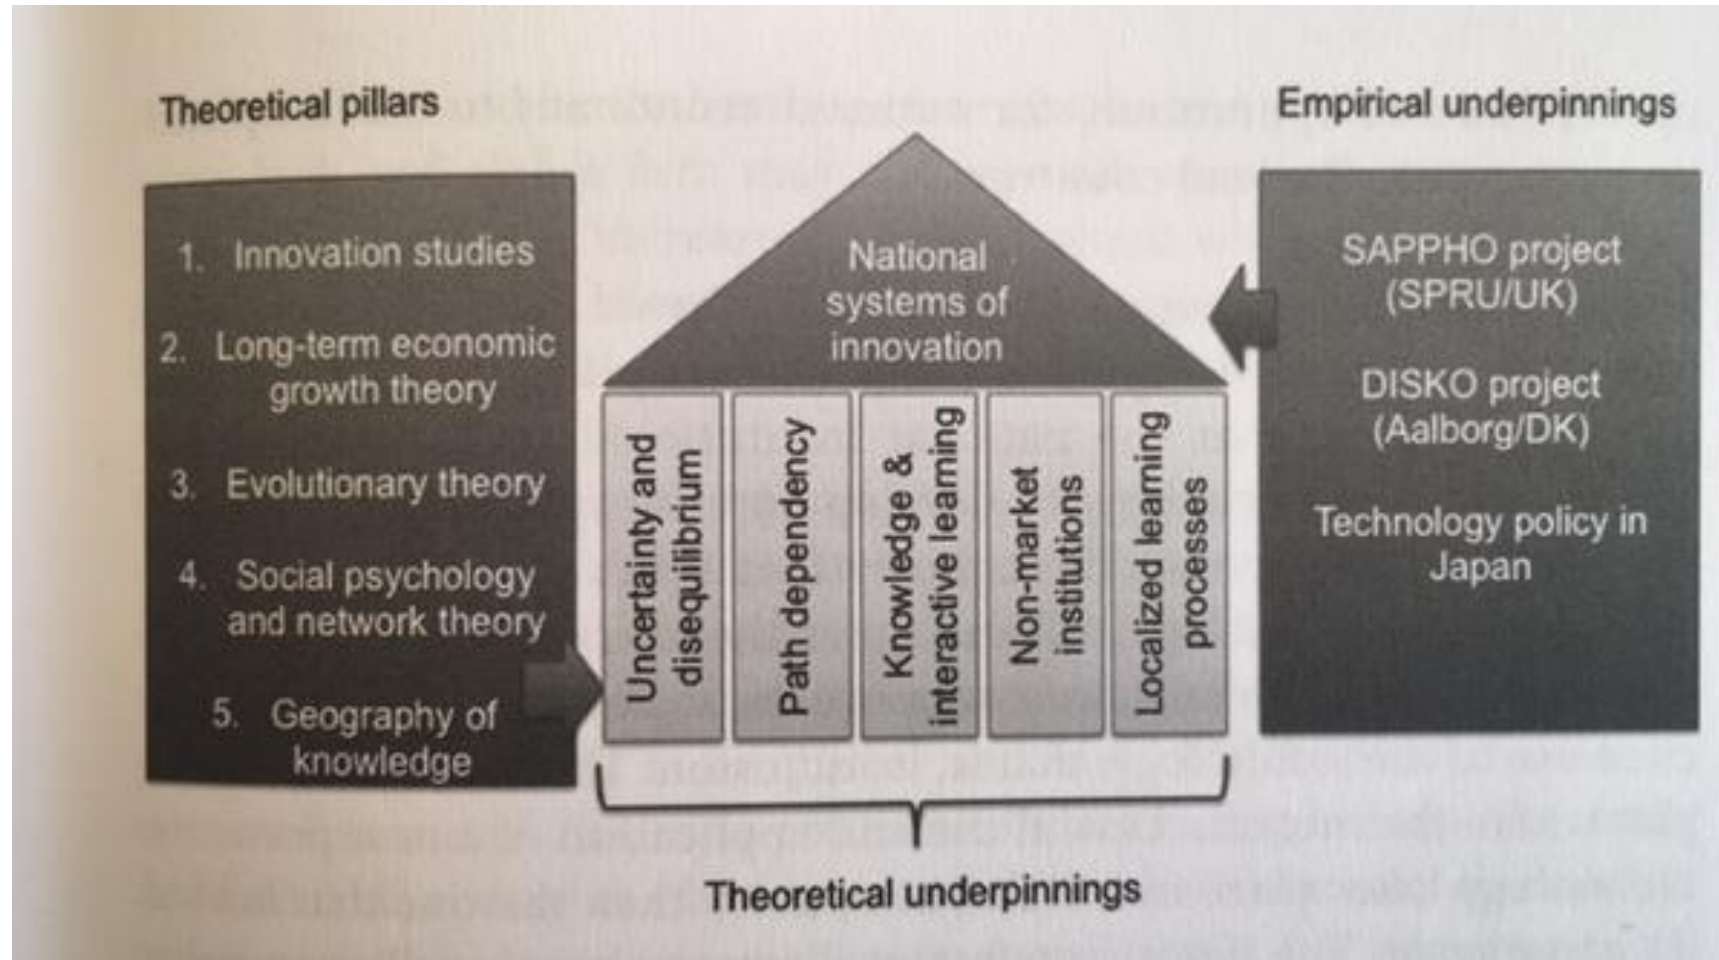 Theoretical pillars
1. Innovation studies
2. Long-term economic
growth theory
3. Evolutionary theory
4. Social psychology
and network theory
5. Geography of
knowledge
National
systems of
innovation
Uncertainty and
disequilibrium
Path dependency
Knowledge &
interactive learning
Non-market
institutions
Localized learning
processes
Theoretical underpinnings
Empirical underpinnings
SAPPHO project
(SPRU/UK)
DISKO project
(Aalborg/DK)
Technology policy in
Japan